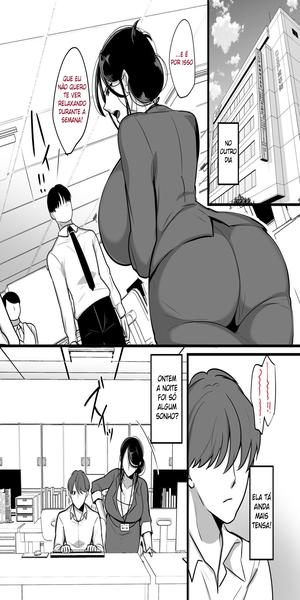 NO
OUTRO
DIA
...E É
POR ISSO
QUE EU
NÃO QUERO
TE VER
RELAXANDO
DURANTE
A SEMANA!
ONTEM
A NOITE
FOI SÓ
ALGUM
SONHO?
ELA TÁ
AINDA
MAIS
TENSA!